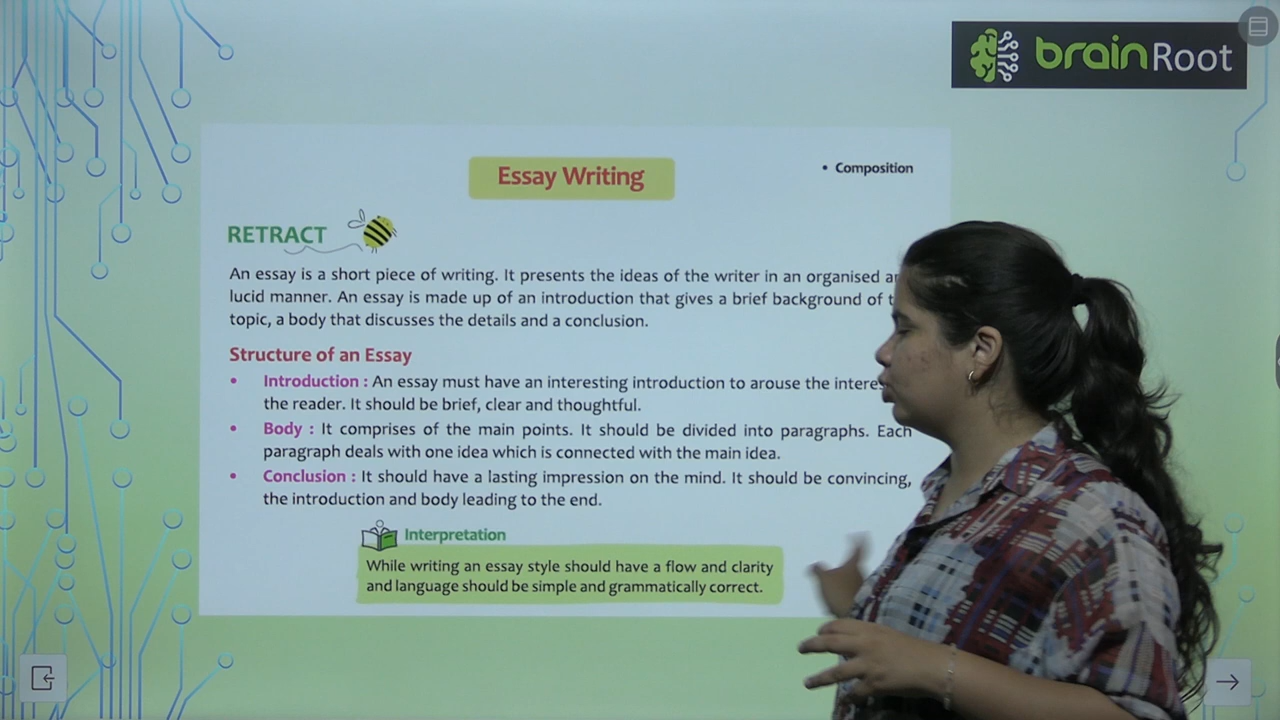 brainRoot
Essay Writing
• Composition
RETRACT
An essay is a short piece of writing. It presents the ideas of the writer in an organised
lucid manner. An essay is made up of an introduction that gives a brief background of
topic, a body that discusses the details and a conclusion.
Structure of an Essay
• Introduction : An essay must have an interesting introduction to arouse the
the reader. It should be brief, clear and thoughtful.
• Body : It comprises of the main points. It should be divided into paragraphs. Each
paragraph deals with one idea which is connected with the main idea.
• Conclusion : It should have a lasting impression on the mind. It should be convincing,
the introduction and body leading to the end.
Interpretation
While writing an essay style should have a flow and clarity
and language should be simple and grammatically correct.